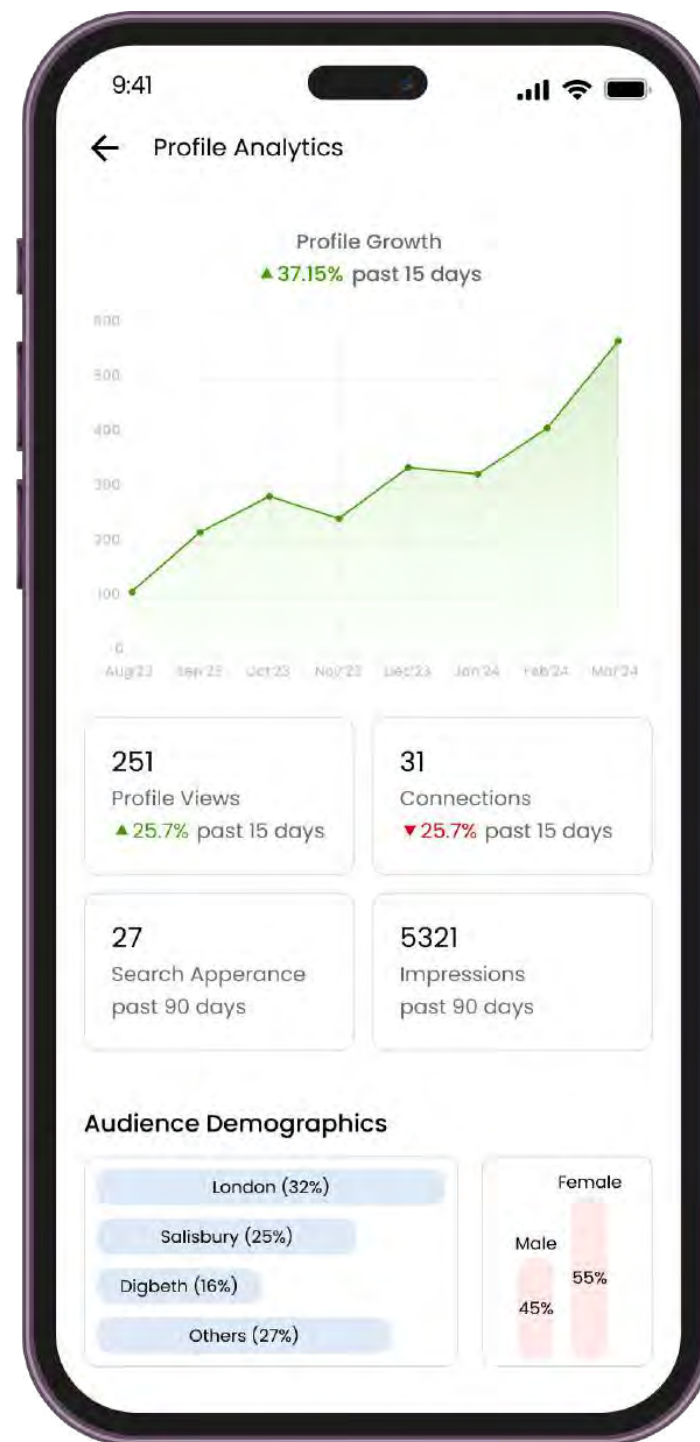 9:41
Profile Analytics
Profile Growth
▲ 37.15% past 15 days
600
500
400
300
200
100
0
Aug'23 Sep'23 Oct'23 Nov'23 Dec'23 Jan'24 Feb'24 Mar'24
251
Profile Views
▲ 25.7% past 15 days
31
Connections
▼ 25.7% past 15 days
27
Search Apperance
past 90 days
5321
Impressions
past 90 days
Audience Demographics
London (32%)
Salisbury (25%)
Digbeth (16%)
Others (27%)
Female
Male
55%
45%